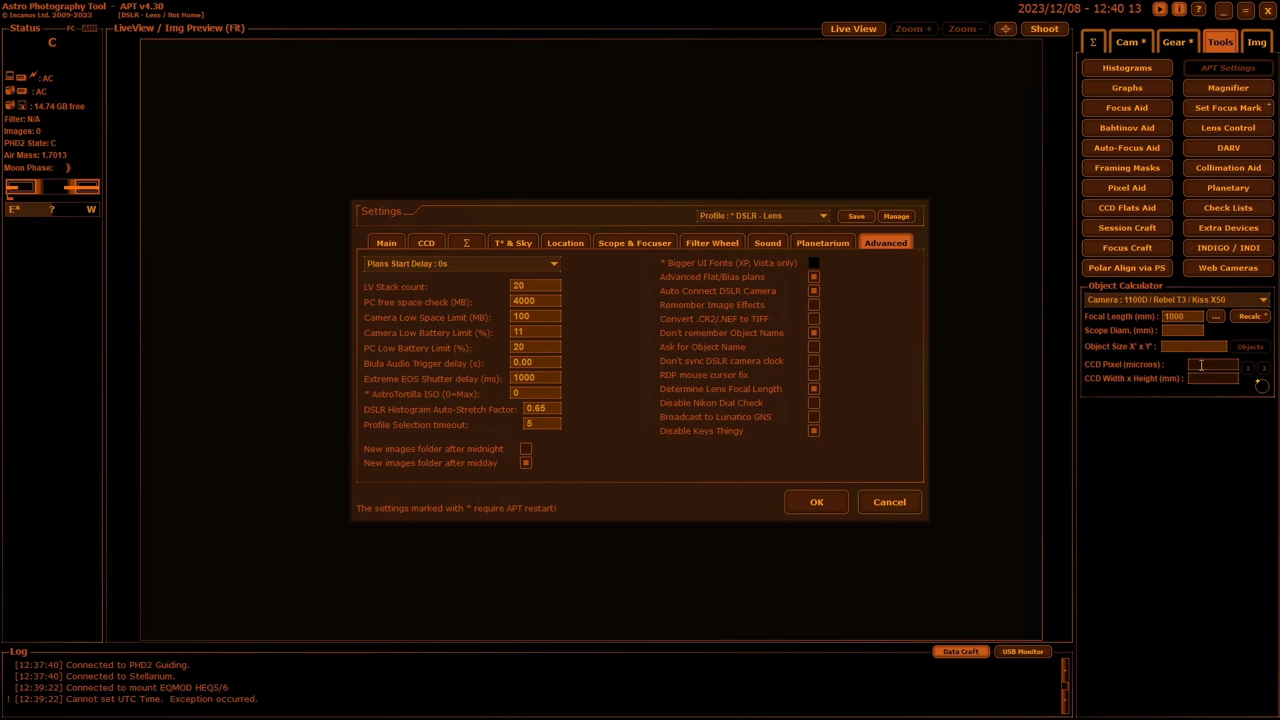 Astro Photography Tool - APT v4.30
© Incanus Ltd. 2009-2023
[DSLR - Lens / Not Home]
2023/12/08 - 12:40 13
i
?
_
=
X
Status
FC
C
: AC
: AC
: 14.74 GB free
Filter: N/A
Images: 0
PHD2 State: C
Air Mass: 1.7013
Moon Phase:
E* ? W
LiveView / Img Preview (Fit)
Live View
Zoom +
Zoom -
Shoot
Σ
Cam *
Gear *
Tools
Img
Histograms
APT Settings
Graphs
Magnifier
Focus Aid
Set Focus Mark +
Bahtinov Aid
Lens Control
Auto-Focus Aid
DARV
Framing Masks
Collimation Aid
Pixel Aid
Planetary
CCD Flats Aid
Check Lists
Session Craft
Extra Devices
Focus Craft
INDIGO / INDI
Polar Align via PS
Web Cameras
Object Calculator
Camera : 1100D / Rebel T3 / Kiss X50
Focal Length (mm) : 1000 ... Recalc +
Scope Diam. (mm) :
Object Size X' x Y' : Objects
CCD Pixel (microns) : 1 2
CCD Width x Height (mm) :
Settings
Profile : * DSLR - Lens
Save
Manage
Main
CCD
Σ
T° & Sky
Location
Scope & Focuser
Filter Wheel
Sound
Planetarium
Advanced
Plans Start Delay : 0s
LV Stack count: 20
PC free space check (MB): 4000
Camera Low Space Limit (MB): 100
Camera Low Battery Limit (%): 11
PC Low Battery Limit (%): 20
Biula Audio Trigger delay (s): 0.00
Extreme EOS Shutter delay (ms): 1000
* AstroTortilla ISO (0=Max): 0
DSLR Histogram Auto-Stretch Factor: 0.65
Profile Selection timeout: 5
New images folder after midnight
New images folder after midday
* Bigger UI Fonts (XP, Vista only)
Advanced Flat/Bias plans
Auto Connect DSLR Camera
Remember Image Effects
Convert .CR2/.NEF to TIFF
Don't remember Object Name
Ask for Object Name
Don't sync DSLR camera clock
RDP mouse cursor fix
Determine Lens Focal Length
Disable Nikon Dial Check
Broadcast to Lunatico GNS
Disable Keys Thingy
The settings marked with * require APT restart!
OK
Cancel
Log
Data Craft
USB Monitor
[12:37:40] Connected to PHD2 Guiding.
[12:37:40] Connected to Stellarium.
[12:39:22] Connected to mount EQMOD HEQ5/6
! [12:39:22] Cannot set UTC Time. Exception occurred.